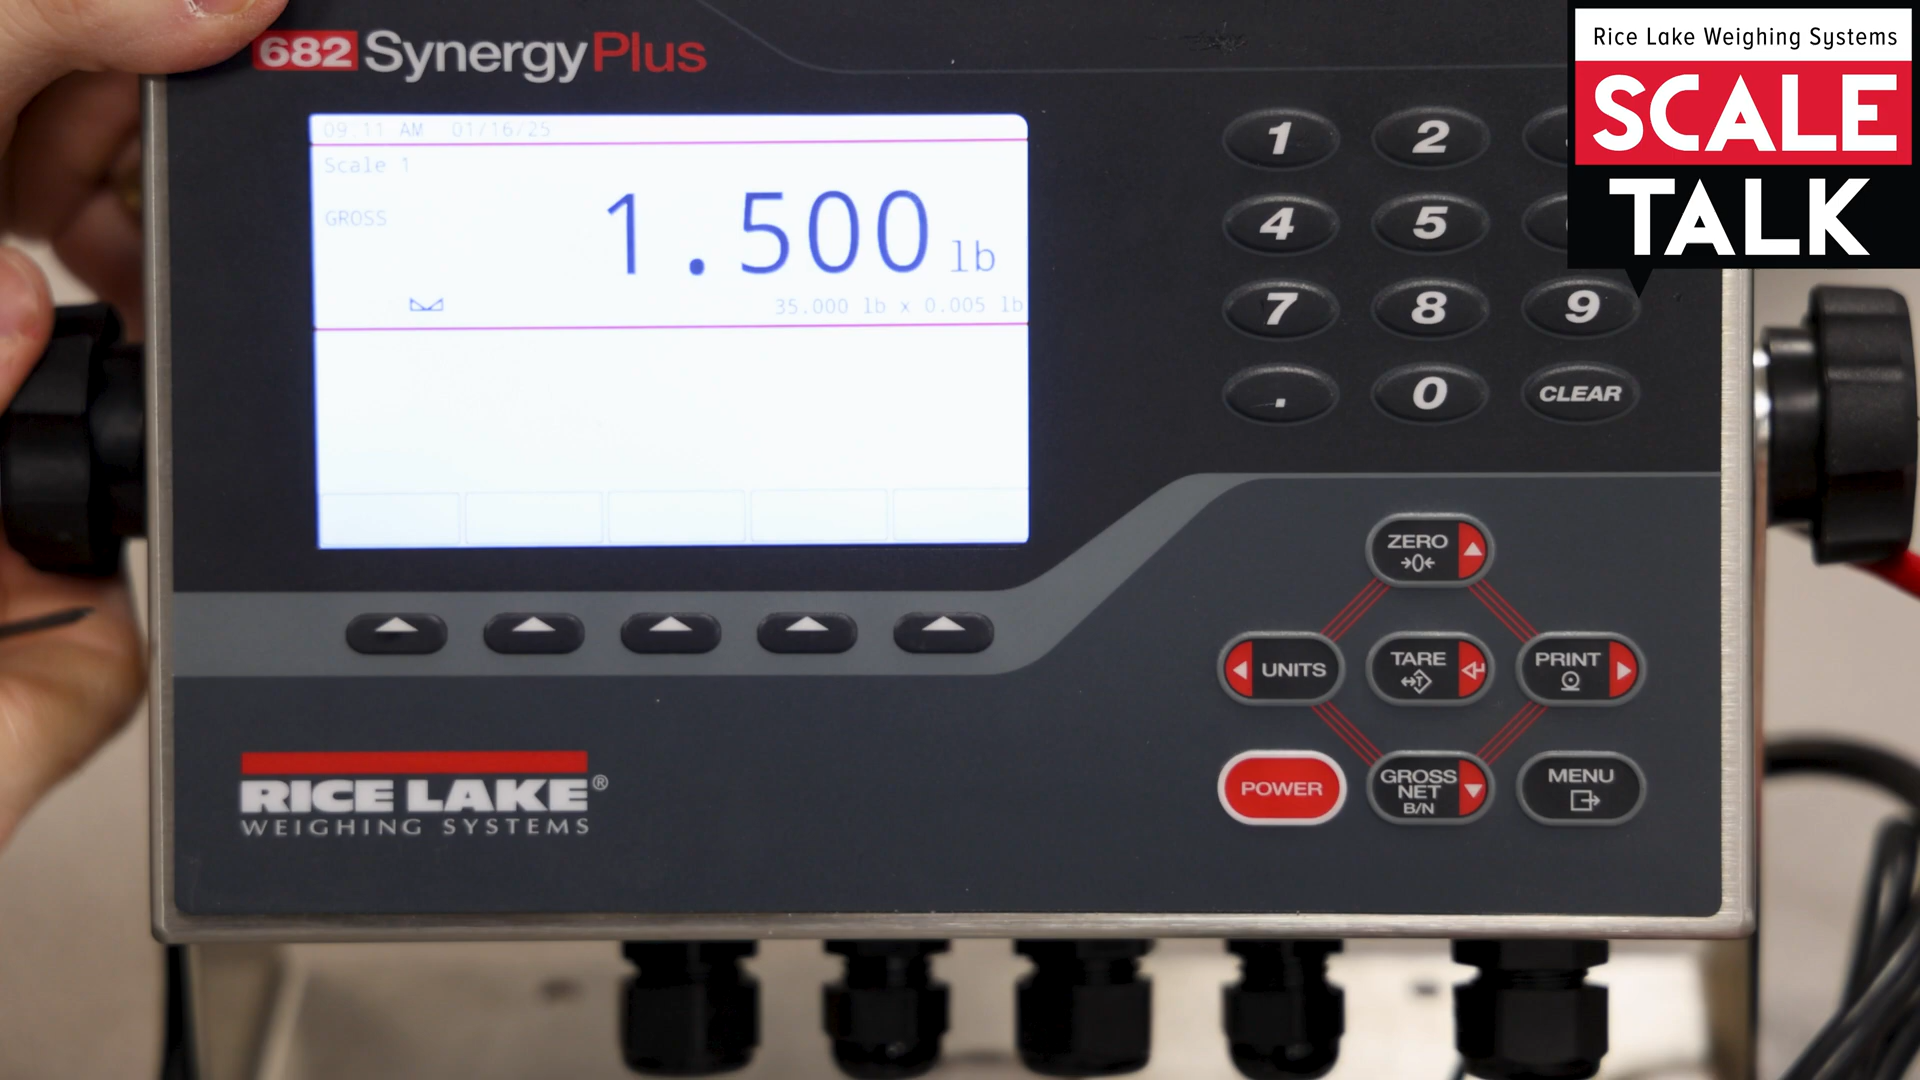 682 SynergyPlus
Rice Lake Weighing Systems
SCALE
TALK
09:11 AM 01/16/25
Scale 1
GROSS
1.500 lb
35.000 lb x 0.005 lb
1 2
4 5
7 8 9
. 0 CLEAR
ZERO
→0←
UNITS
TARE
T
PRINT
POWER
GROSS
NET
B/N
MENU
RICE LAKE®
WEIGHING SYSTEMS